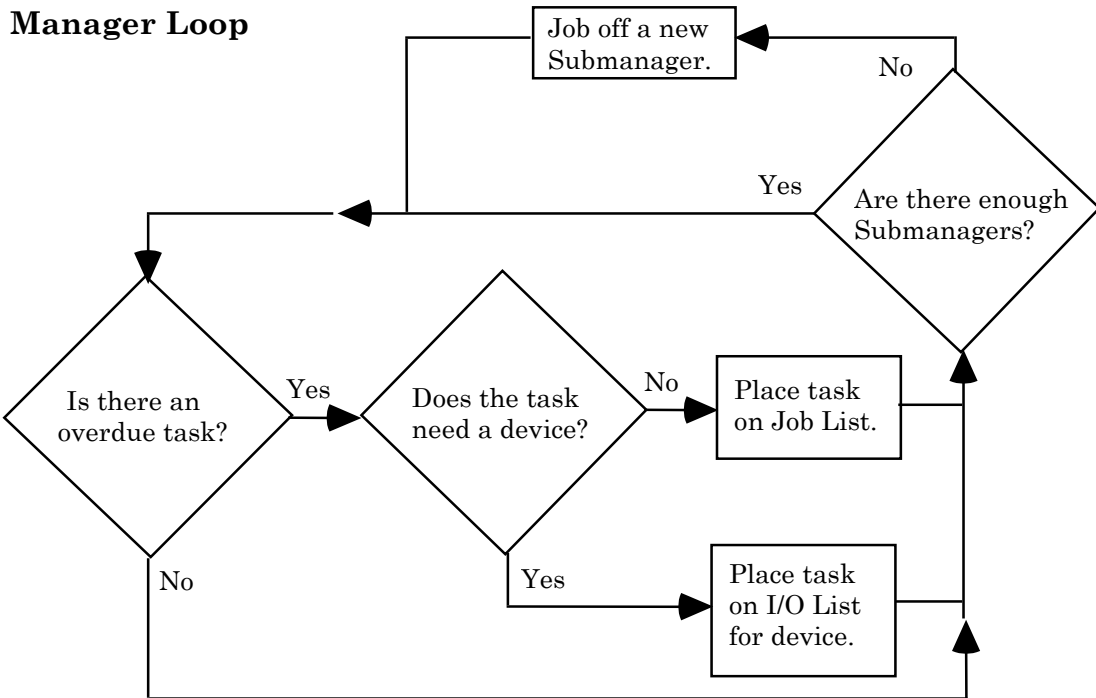 Manager Loop
Job off a new
Submanager.
No
Yes
Are there enough
Submanagers?
Is there an
overdue task?
Yes
Does the task
need a device?
No
Place task
on Job List.
No
Yes
Place task
on I/O List
for device.